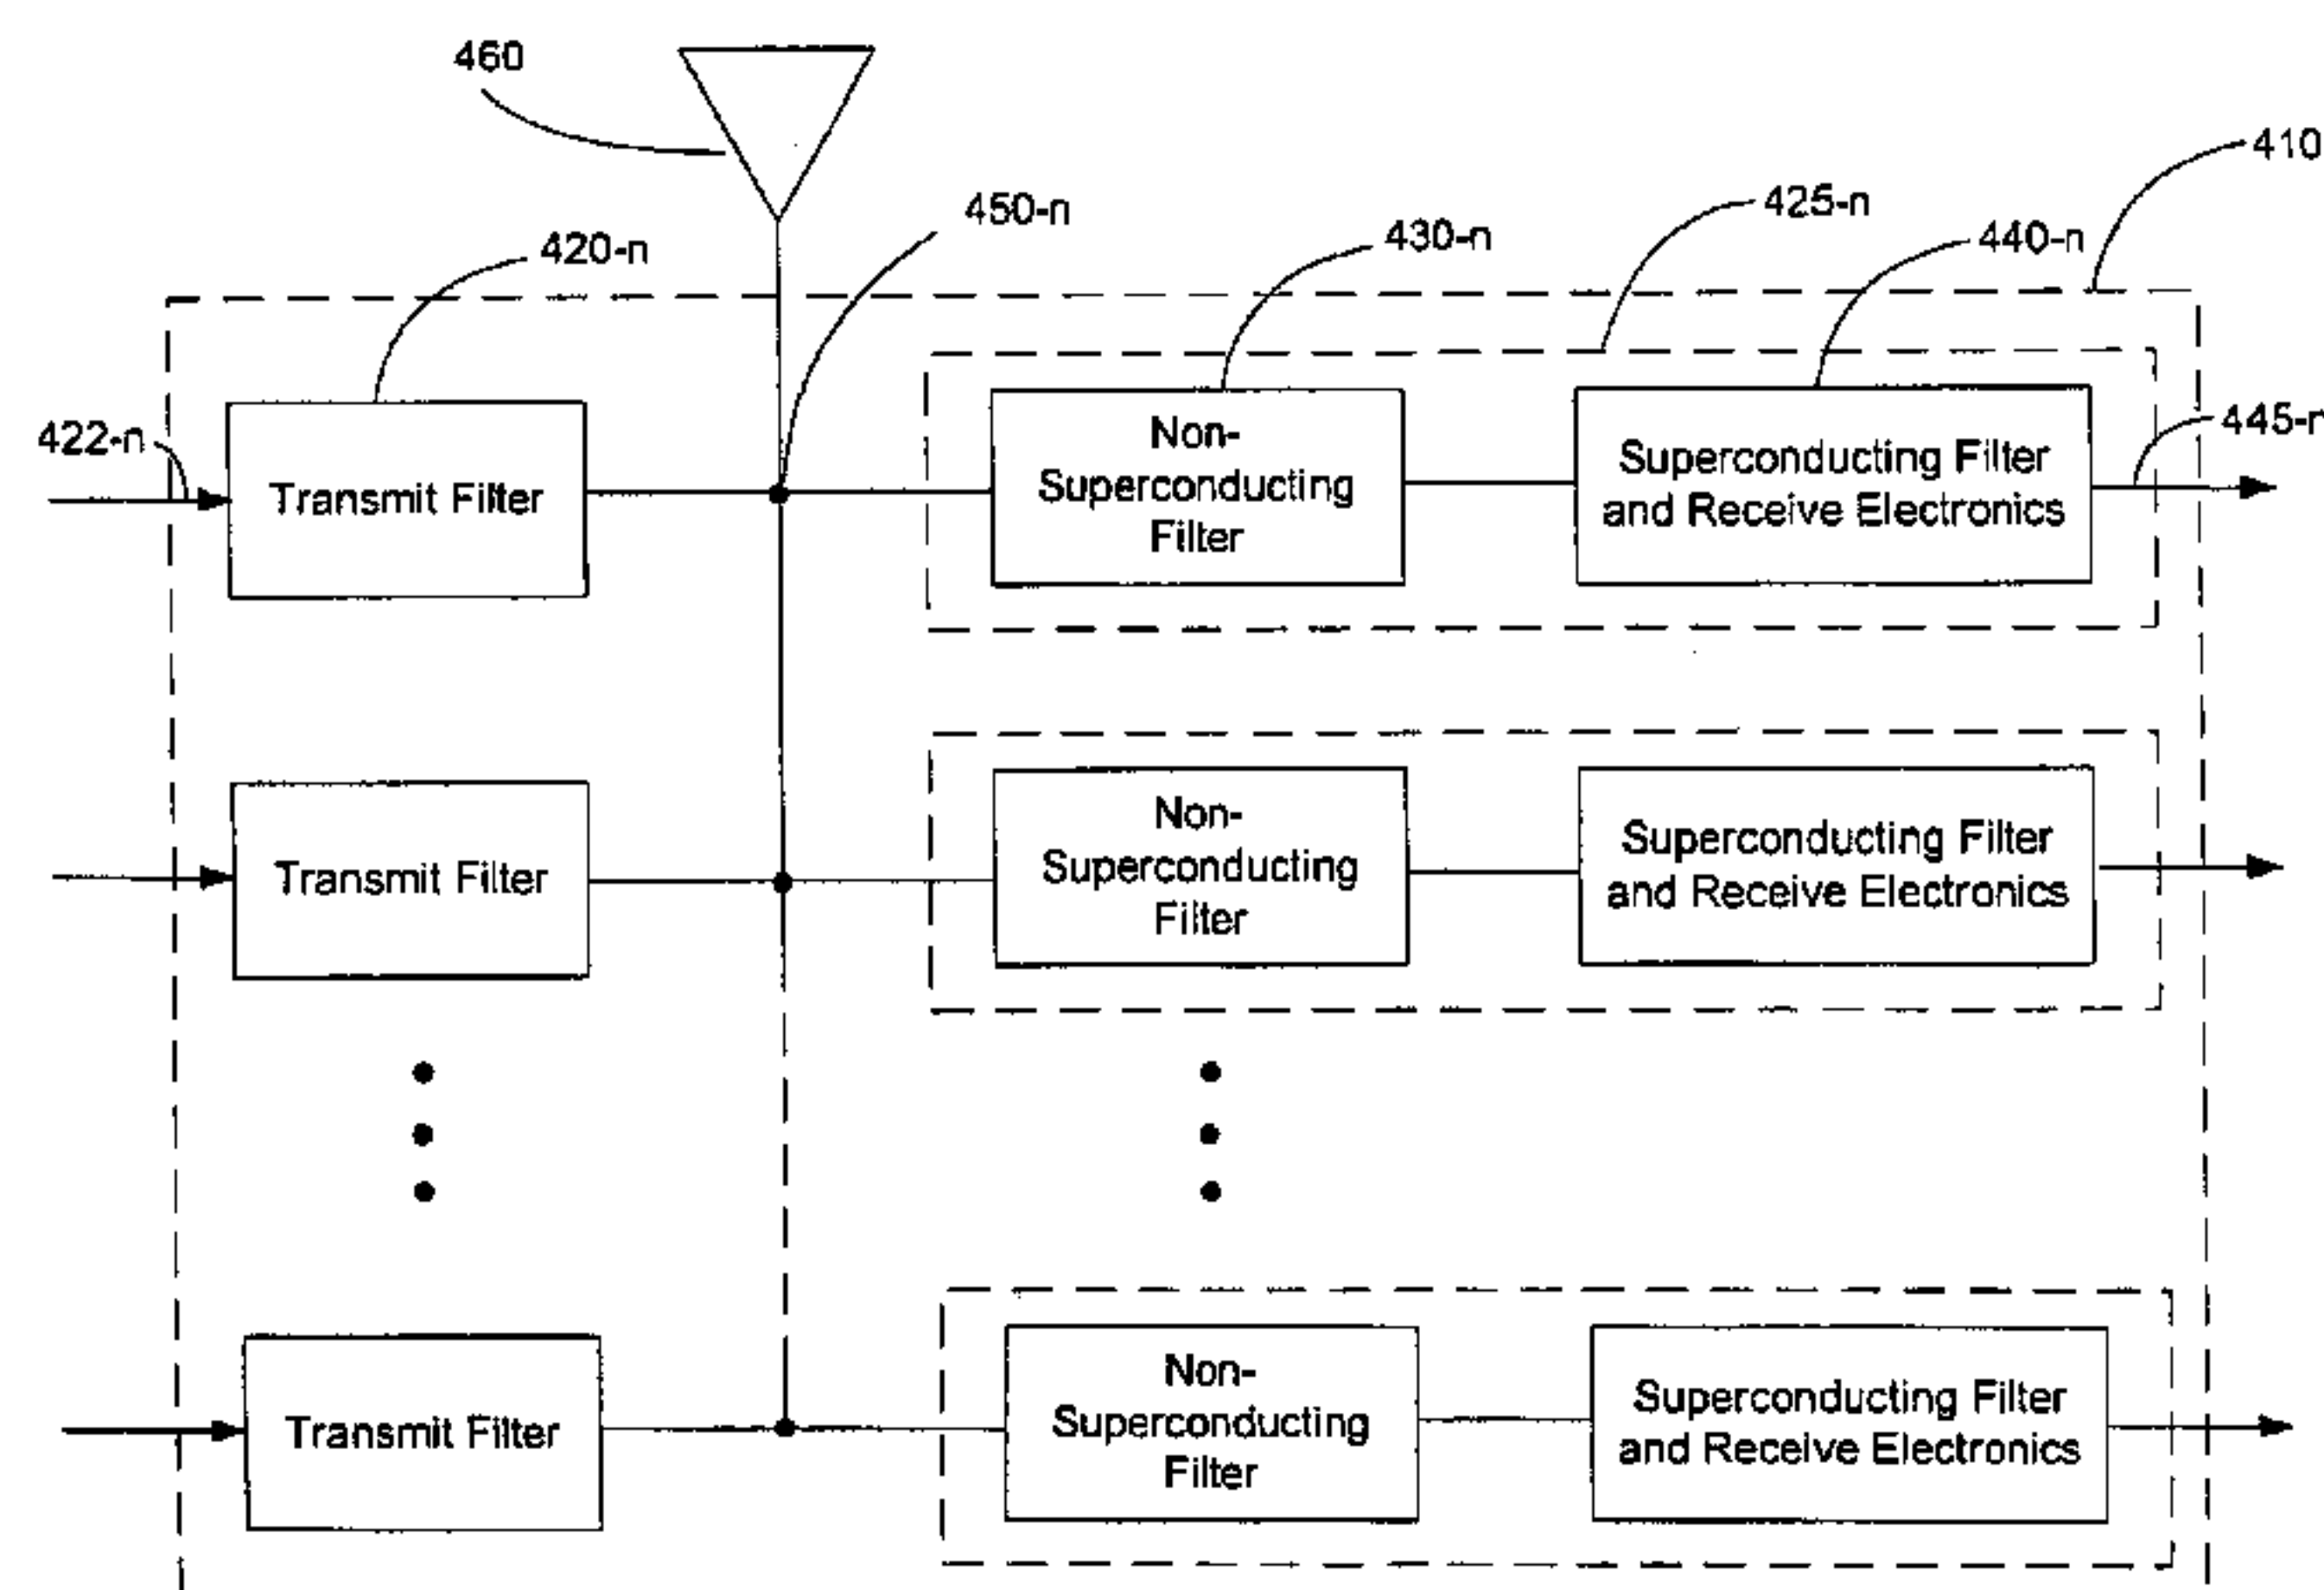 460
410
425-n
450-n
430-n
440-n
420-n
422-n
445-n
Transmit Filter
Non-
Superconducting
Filter
Superconducting Filter
and Receive Electronics
Transmit Filter
Non-
Superconducting
Filter
Superconducting Filter
and Receive Electronics
Transmit Filter
Non-
Superconducting
Filter
Superconducting Filter
and Receive Electronics